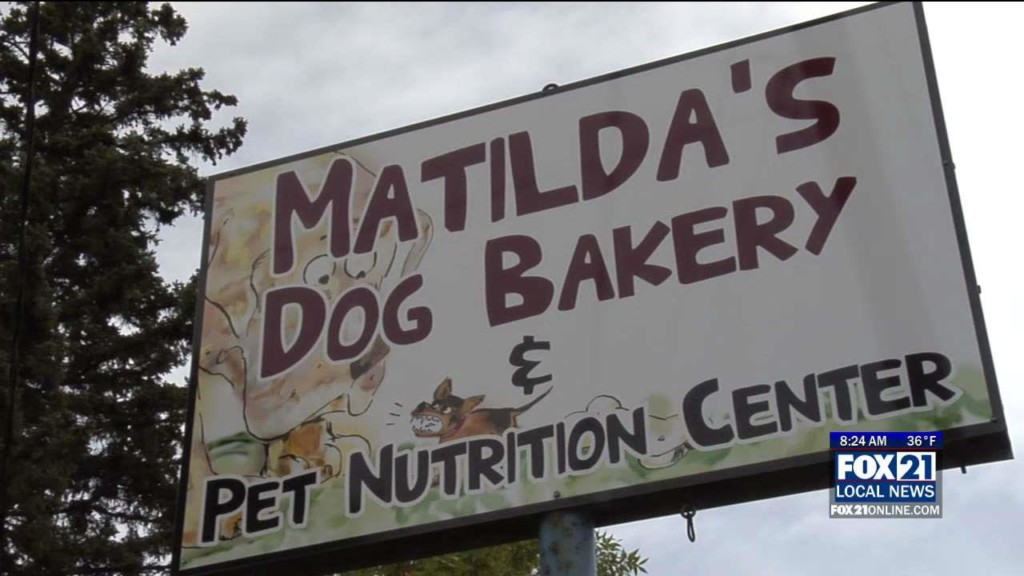 MATILDA'S
DOG BAKERY
&
PET NUTRITION CENTER
8:24 AM 36°F
FOX21
LOCAL NEWS
FOX21ONLINE.COM